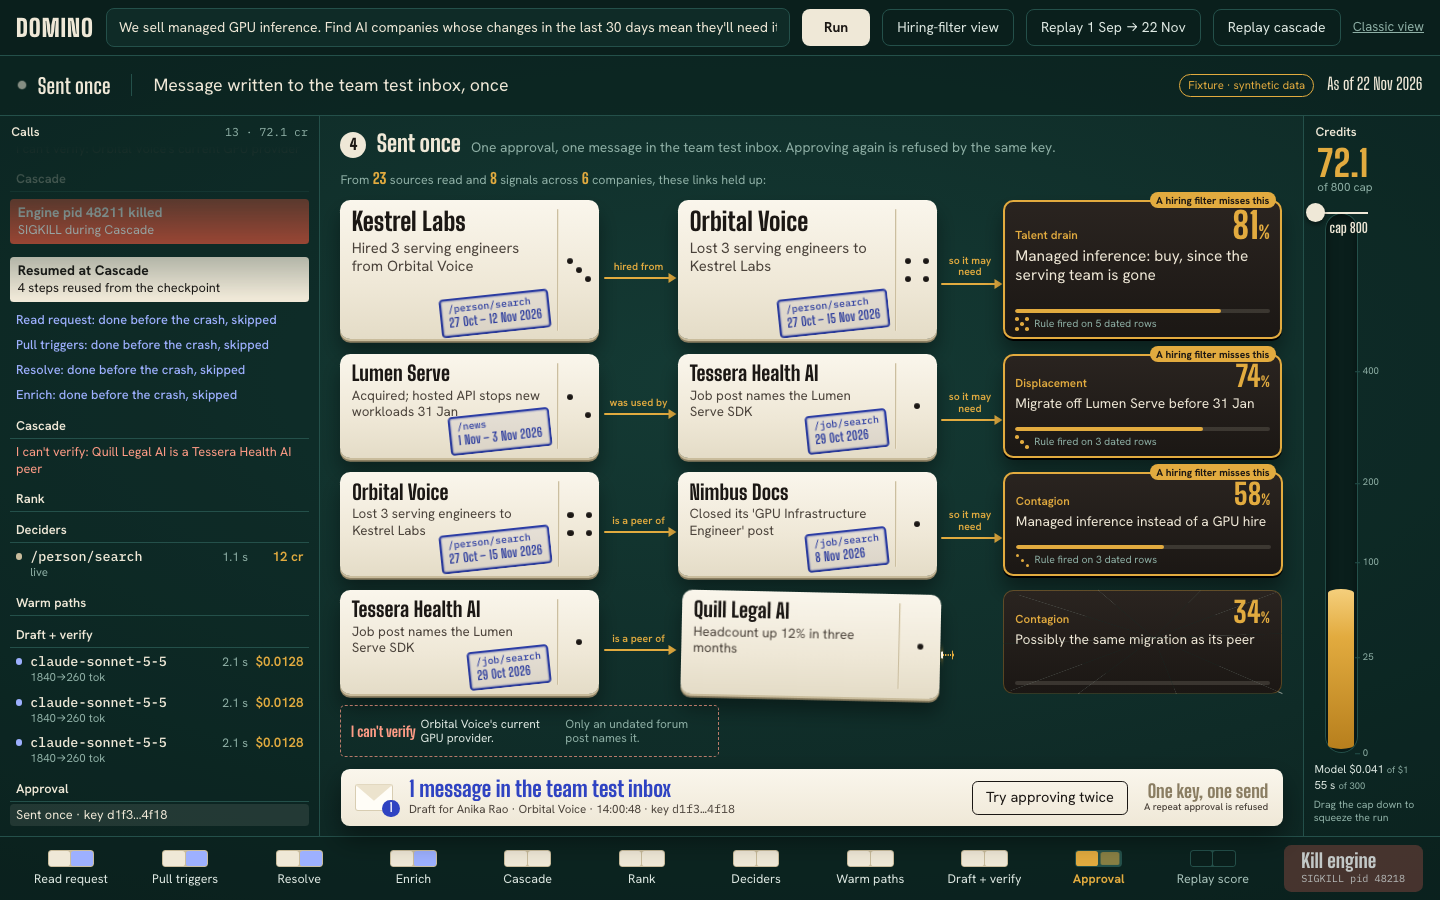 DOMINO
We sell managed GPU inference. Find AI companies whose changes in the last 30 days mean they'll need it
Run
Hiring-filter view
Replay 1 Sep → 22 Nov
Replay cascade
Classic view
Sent once
Message written to the team test inbox, once
Fixture · synthetic data
As of 22 Nov 2026
Calls
13 · 72.1 cr
Cascade
Engine pid 48211 killed
SIGKILL during Cascade
Resumed at Cascade
4 steps reused from the checkpoint
Read request: done before the crash, skipped
Pull triggers: done before the crash, skipped
Resolve: done before the crash, skipped
Enrich: done before the crash, skipped
Cascade
I can't verify: Quill Legal AI is a Tessera Health AI
peer
Rank
Deciders
/person/search 1.1 s 12 cr
live
Warm paths
Draft + verify
claude-sonnet-5-5 2.1 s $0.0128
1840→260 tok
claude-sonnet-5-5 2.1 s $0.0128
1840→260 tok
claude-sonnet-5-5 2.1 s $0.0128
1840→260 tok
Approval
Sent once · key d1f3…4f18
4 Sent once One approval, one message in the team test inbox. Approving again is refused by the same key.
From 23 sources read and 8 signals across 6 companies, these links held up:
Kestrel Labs
Hired 3 serving engineers
from Orbital Voice
/person/search
27 Oct – 12 Nov 2026
hired from
Orbital Voice
Lost 3 serving engineers to
Kestrel Labs
/person/search
27 Oct – 15 Nov 2026
so it may
need
A hiring filter misses this
Talent drain
81%
Managed inference: buy, since the
serving team is gone
Rule fired on 5 dated rows
Lumen Serve
Acquired; hosted API stops new
workloads 31 Jan
/news
1 Nov – 3 Nov 2026
was used by
Tessera Health AI
Job post names the Lumen
Serve SDK
/job/search
29 Oct 2026
so it may
need
A hiring filter misses this
Displacement
74%
Migrate off Lumen Serve before 31 Jan
Rule fired on 3 dated rows
Orbital Voice
Lost 3 serving engineers to
Kestrel Labs
/person/search
27 Oct – 15 Nov 2026
is a peer of
Nimbus Docs
Closed its 'GPU Infrastructure
Engineer' post
/job/search
8 Nov 2026
so it may
need
A hiring filter misses this
Contagion
58%
Managed inference instead of a GPU hire
Rule fired on 3 dated rows
Tessera Health AI
Job post names the Lumen
Serve SDK
/job/search
29 Oct 2026
is a peer of
Quill Legal AI
Headcount up 12% in three
months
Contagion
34%
Possibly the same migration as its peer
I can't verify
Orbital Voice's current
GPU provider.
Only an undated forum
post names it.
1 message in the team test inbox
Draft for Anika Rao · Orbital Voice · 14:00:48 · key d1f3…4f18
Try approving twice
One key, one send
A repeat approval is refused
Credits
72.1
of 800 cap
cap 800
400
200
100
25
0
Model $0.041 of $1
55 s of 300
Drag the cap down to
squeeze the run
Read request
Pull triggers
Resolve
Enrich
Cascade
Rank
Deciders
Warm paths
Draft + verify
Approval
Replay score
Kill engine
SIGKILL pid 48218